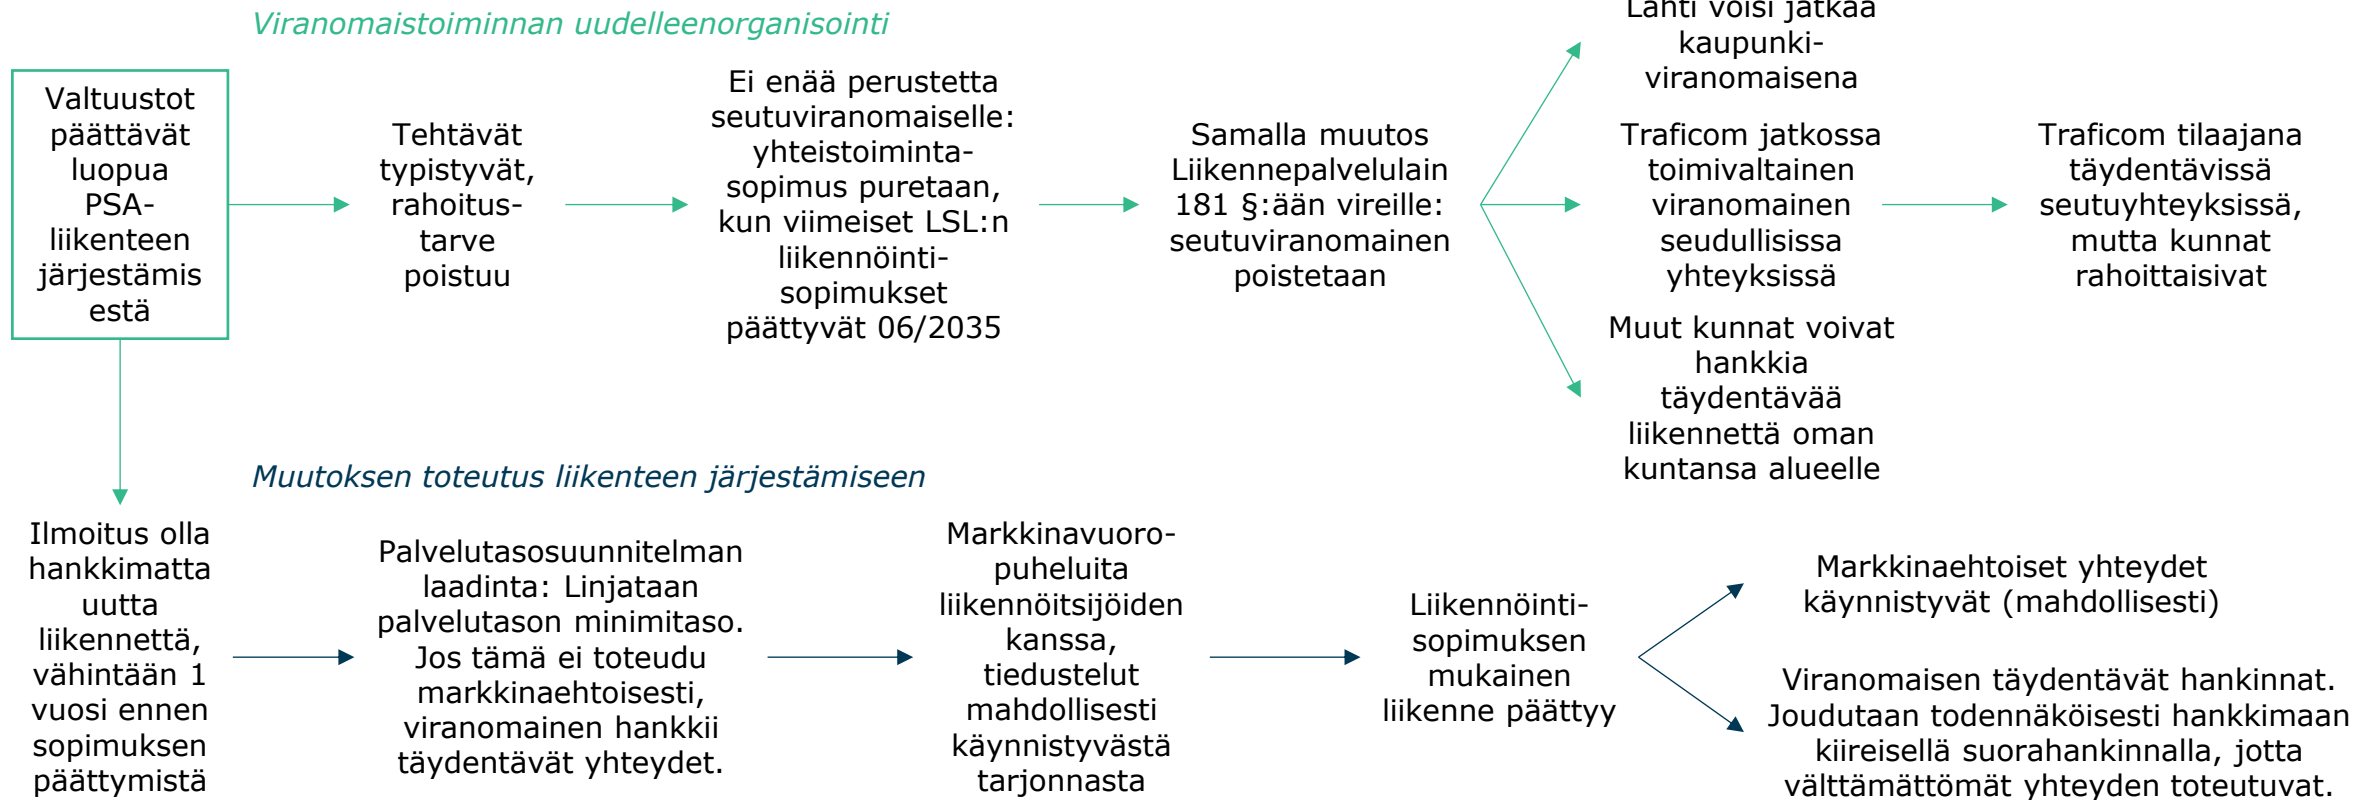 Viranomaistoiminnan uudelleenorganisointi
Valtuustot
päättävät
luopua
PSA-
liikenteen
järjestämis
estä
Tehtävät
typistyvät,
rahoitus-
tarve
poistuu
Ei enää perustetta
seutuviranomaiselle:
yhteistoiminta-
sopimus puretaan,
kun viimeiset LSL:n
liikennöinti-
sopimukset
päättyvät 06/2035
Samalla muutos
Liikennepalvelulain
181 §:ään vireille:
seutuviranomainen
poistetaan
Lahti voisi jatkaa
kaupunki-
viranomaisena
Traficom jatkossa
toimivaltainen
viranomainen
seudullisissa
yhteyksissä
Traficom tilaajana
täydentävissä
seutuyhteyksissä,
mutta kunnat
rahoittaisivat
Muut kunnat voivat
hankkia
täydentävää
liikennettä oman
kuntansa alueelle
Muutoksen toteutus liikenteen järjestämiseen
Ilmoitus olla
hankkimatta
uutta
liikennettä,
vähintään 1
vuosi ennen
sopimuksen
päättymistä
Palvelutasosuunnitelman
laadinta: Linjataan
palvelutason minimitaso.
Jos tämä ei toteudu
markkinaehtoisesti,
viranomainen hankkii
täydentävät yhteydet.
Markkinavuoro-
puheluita
liikennöitsijöiden
kanssa,
tiedustelut
mahdollisesti
käynnistyvästä
tarjonnasta
Liikennöinti-
sopimuksen
mukainen
liikenne päättyy
Markkinaehtoiset yhteydet
käynnistyvät (mahdollisesti)
Viranomaisen täydentävät hankinnat.
Joudutaan todennäköisesti hankkimaan
kiireisellä suorahankinnalla, jotta
välttämättömät yhteyden toteutuvat.